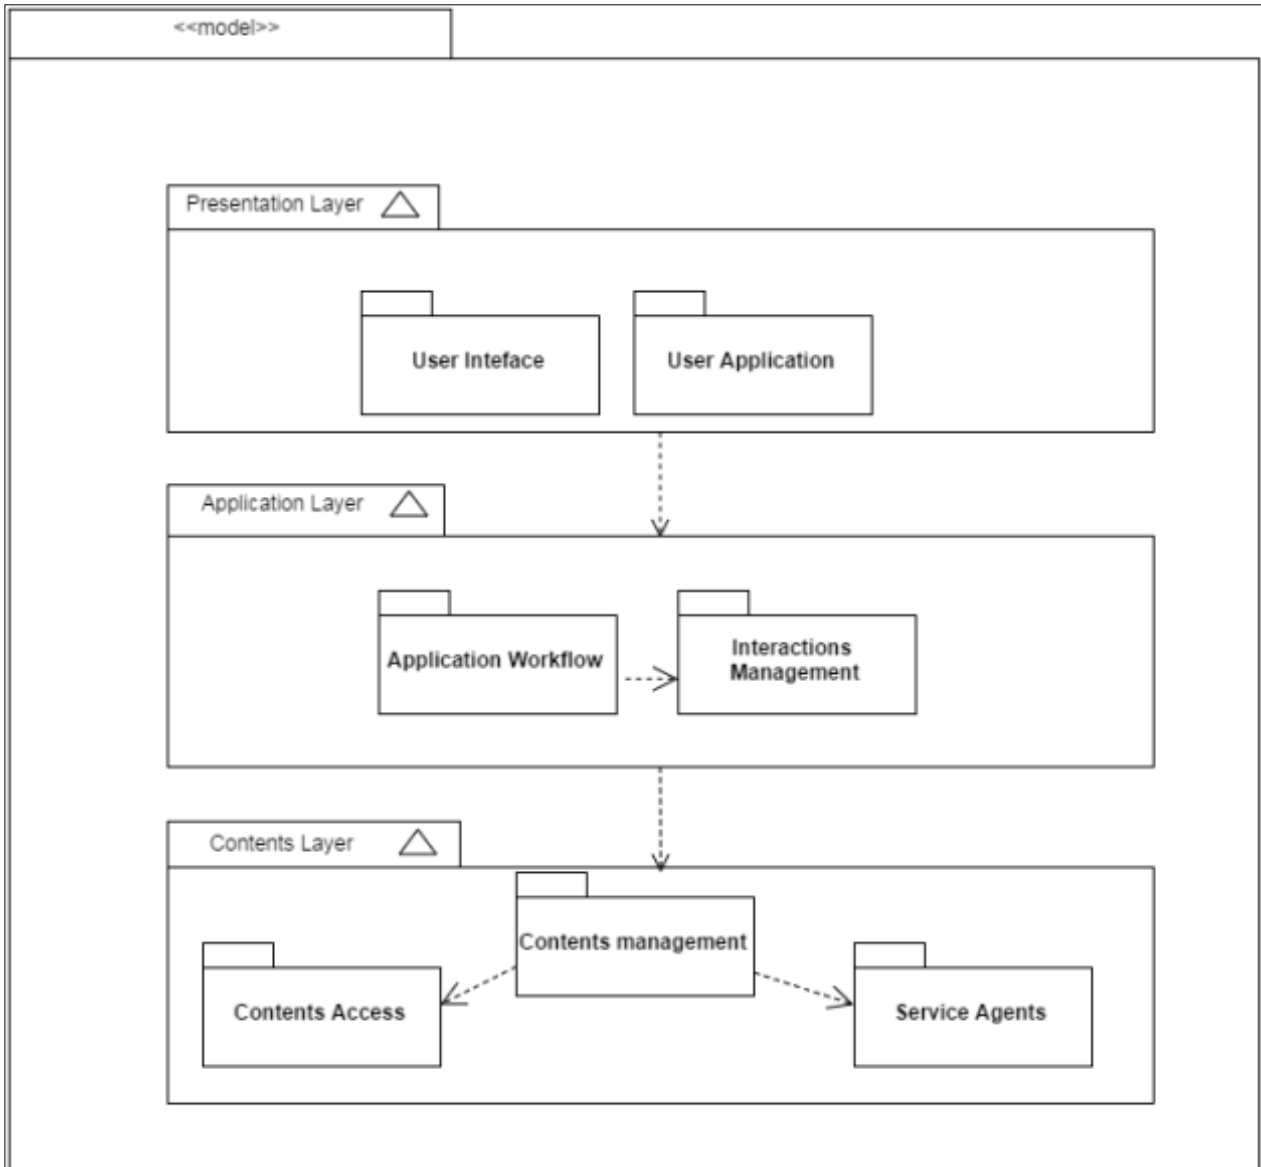 <<model>>
Presentation Layer
User Inteface
User Application
Application Layer
Application Workflow
Interactions
Management
Contents Layer
Contents management
Contents Access
Service Agents